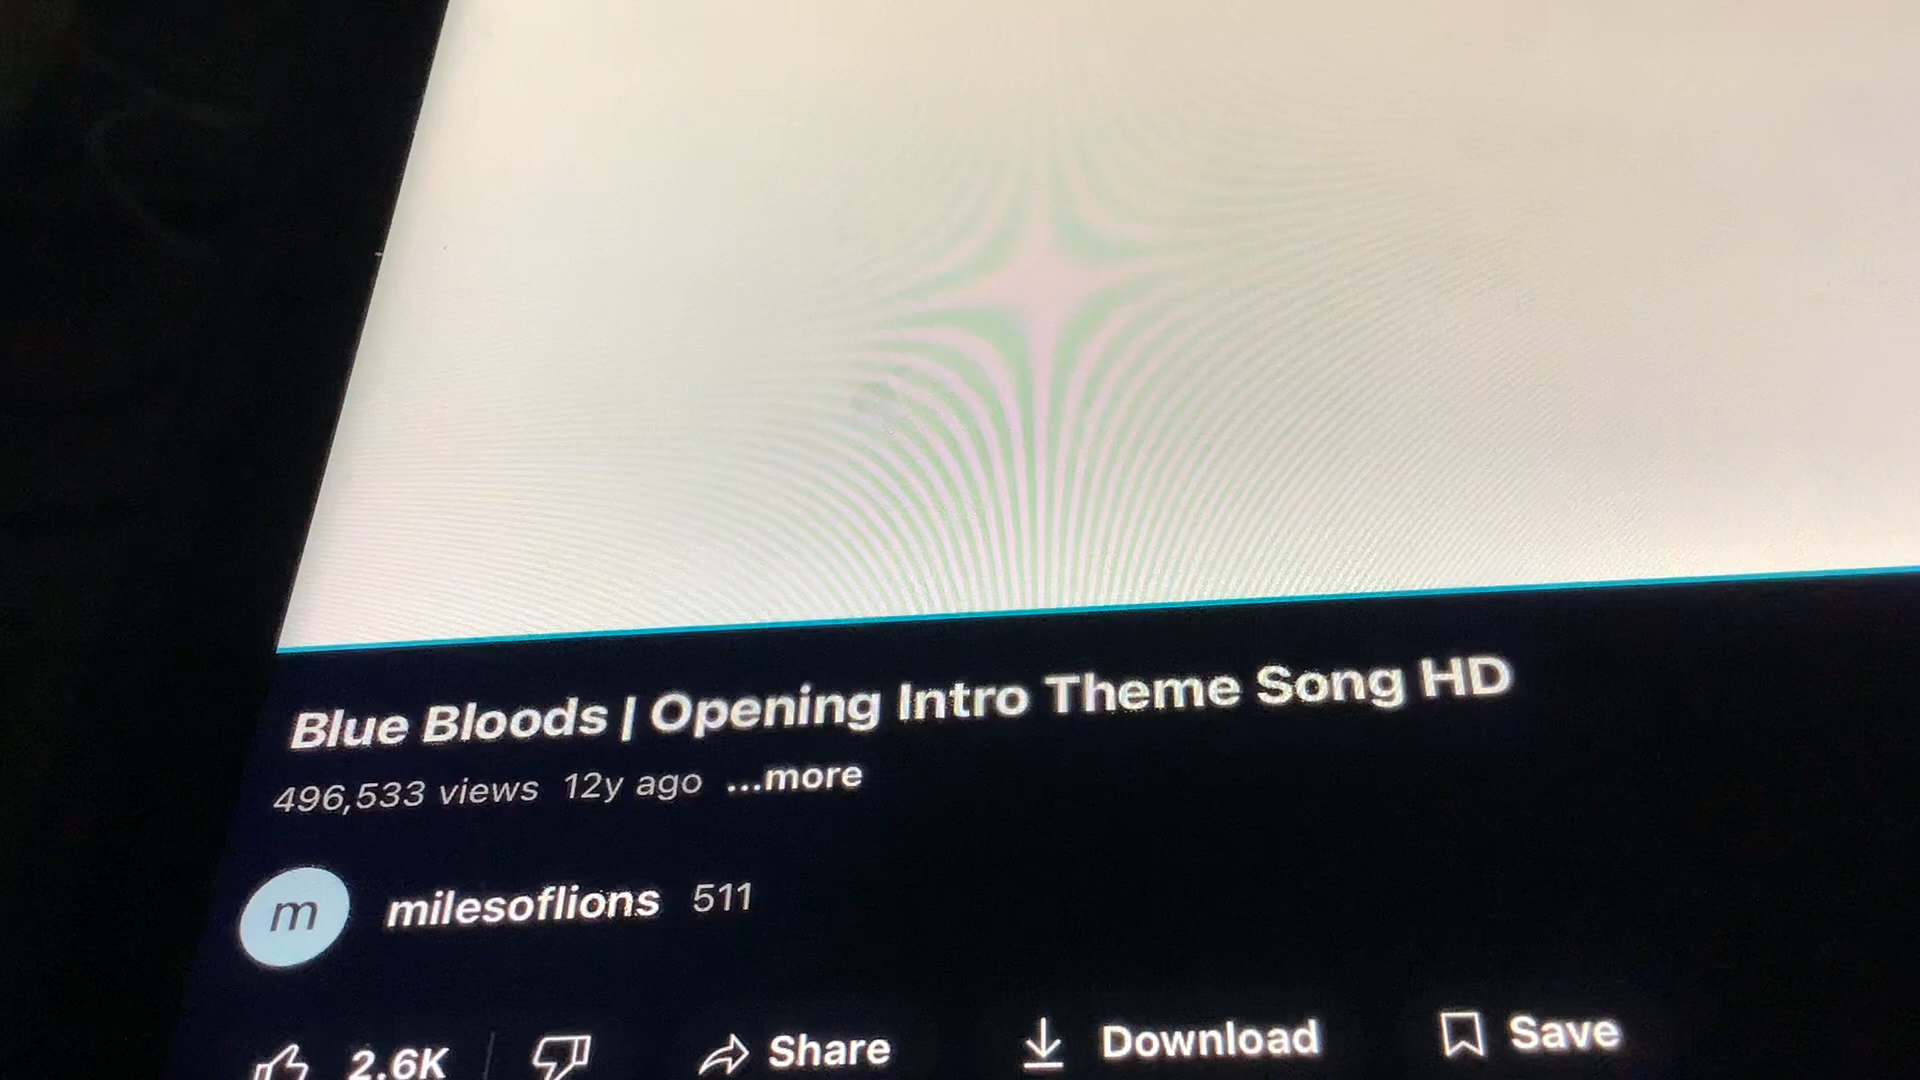 Blue Bloods | Opening Intro Theme Song HD
496,533 views 12y ago ...more
m milesoflions 511
2.6K Share Download Save